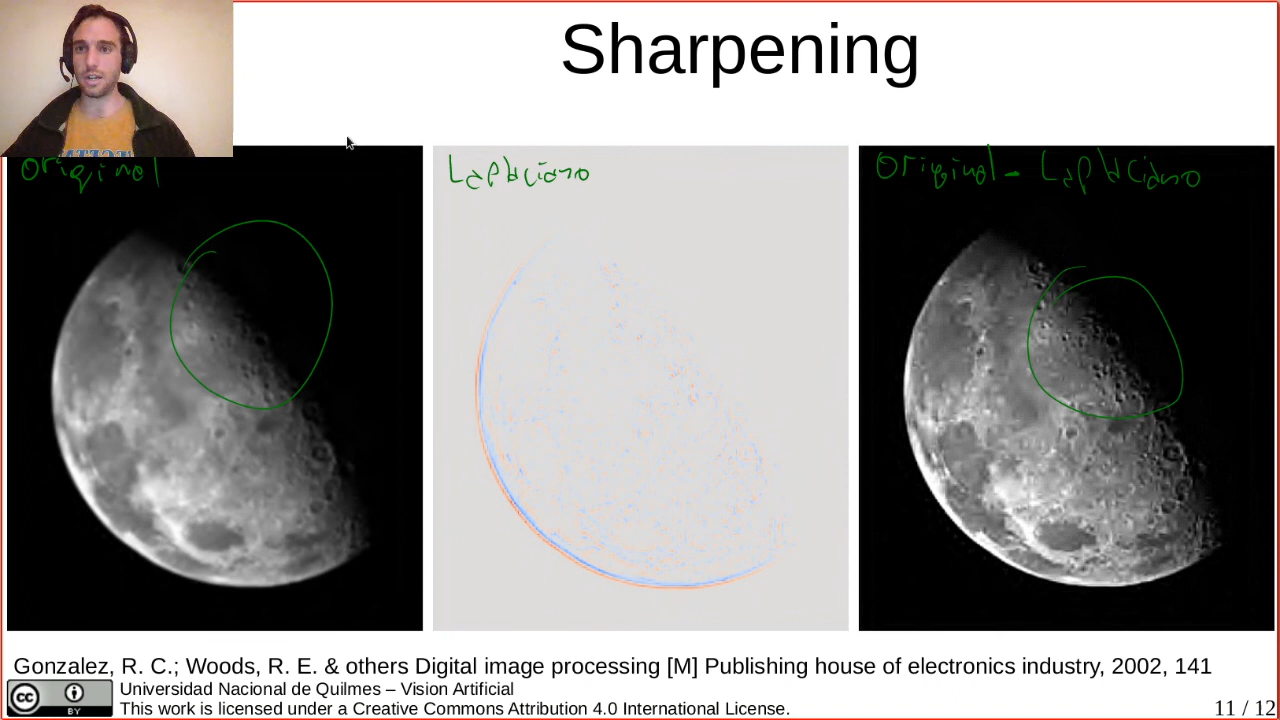 Sharpening
Original
Laplaciano
Original - Laplaciano
Gonzalez, R. C.; Woods, R. E. & others Digital image processing [M] Publishing house of electronics industry, 2002, 141
cc BY
Universidad Nacional de Quilmes – Vision Artificial
This work is licensed under a Creative Commons Attribution 4.0 International License.
11 / 12